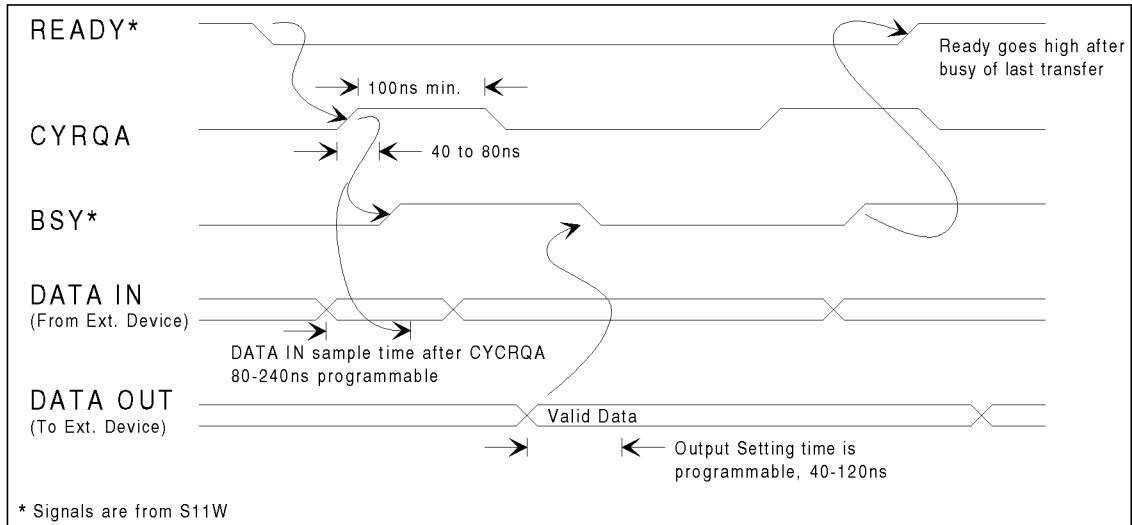 READY*
Ready goes high after
busy of last transfer
100ns min.
CYRQA
40 to 80ns
BSY*
DATA IN
(From Ext. Device)
DATA IN sample time after CYCRQA
80-240ns programmable
DATA OUT
(To Ext. Device)
Valid Data
Output Setting time is
programmable, 40-120ns
* Signals are from S11W